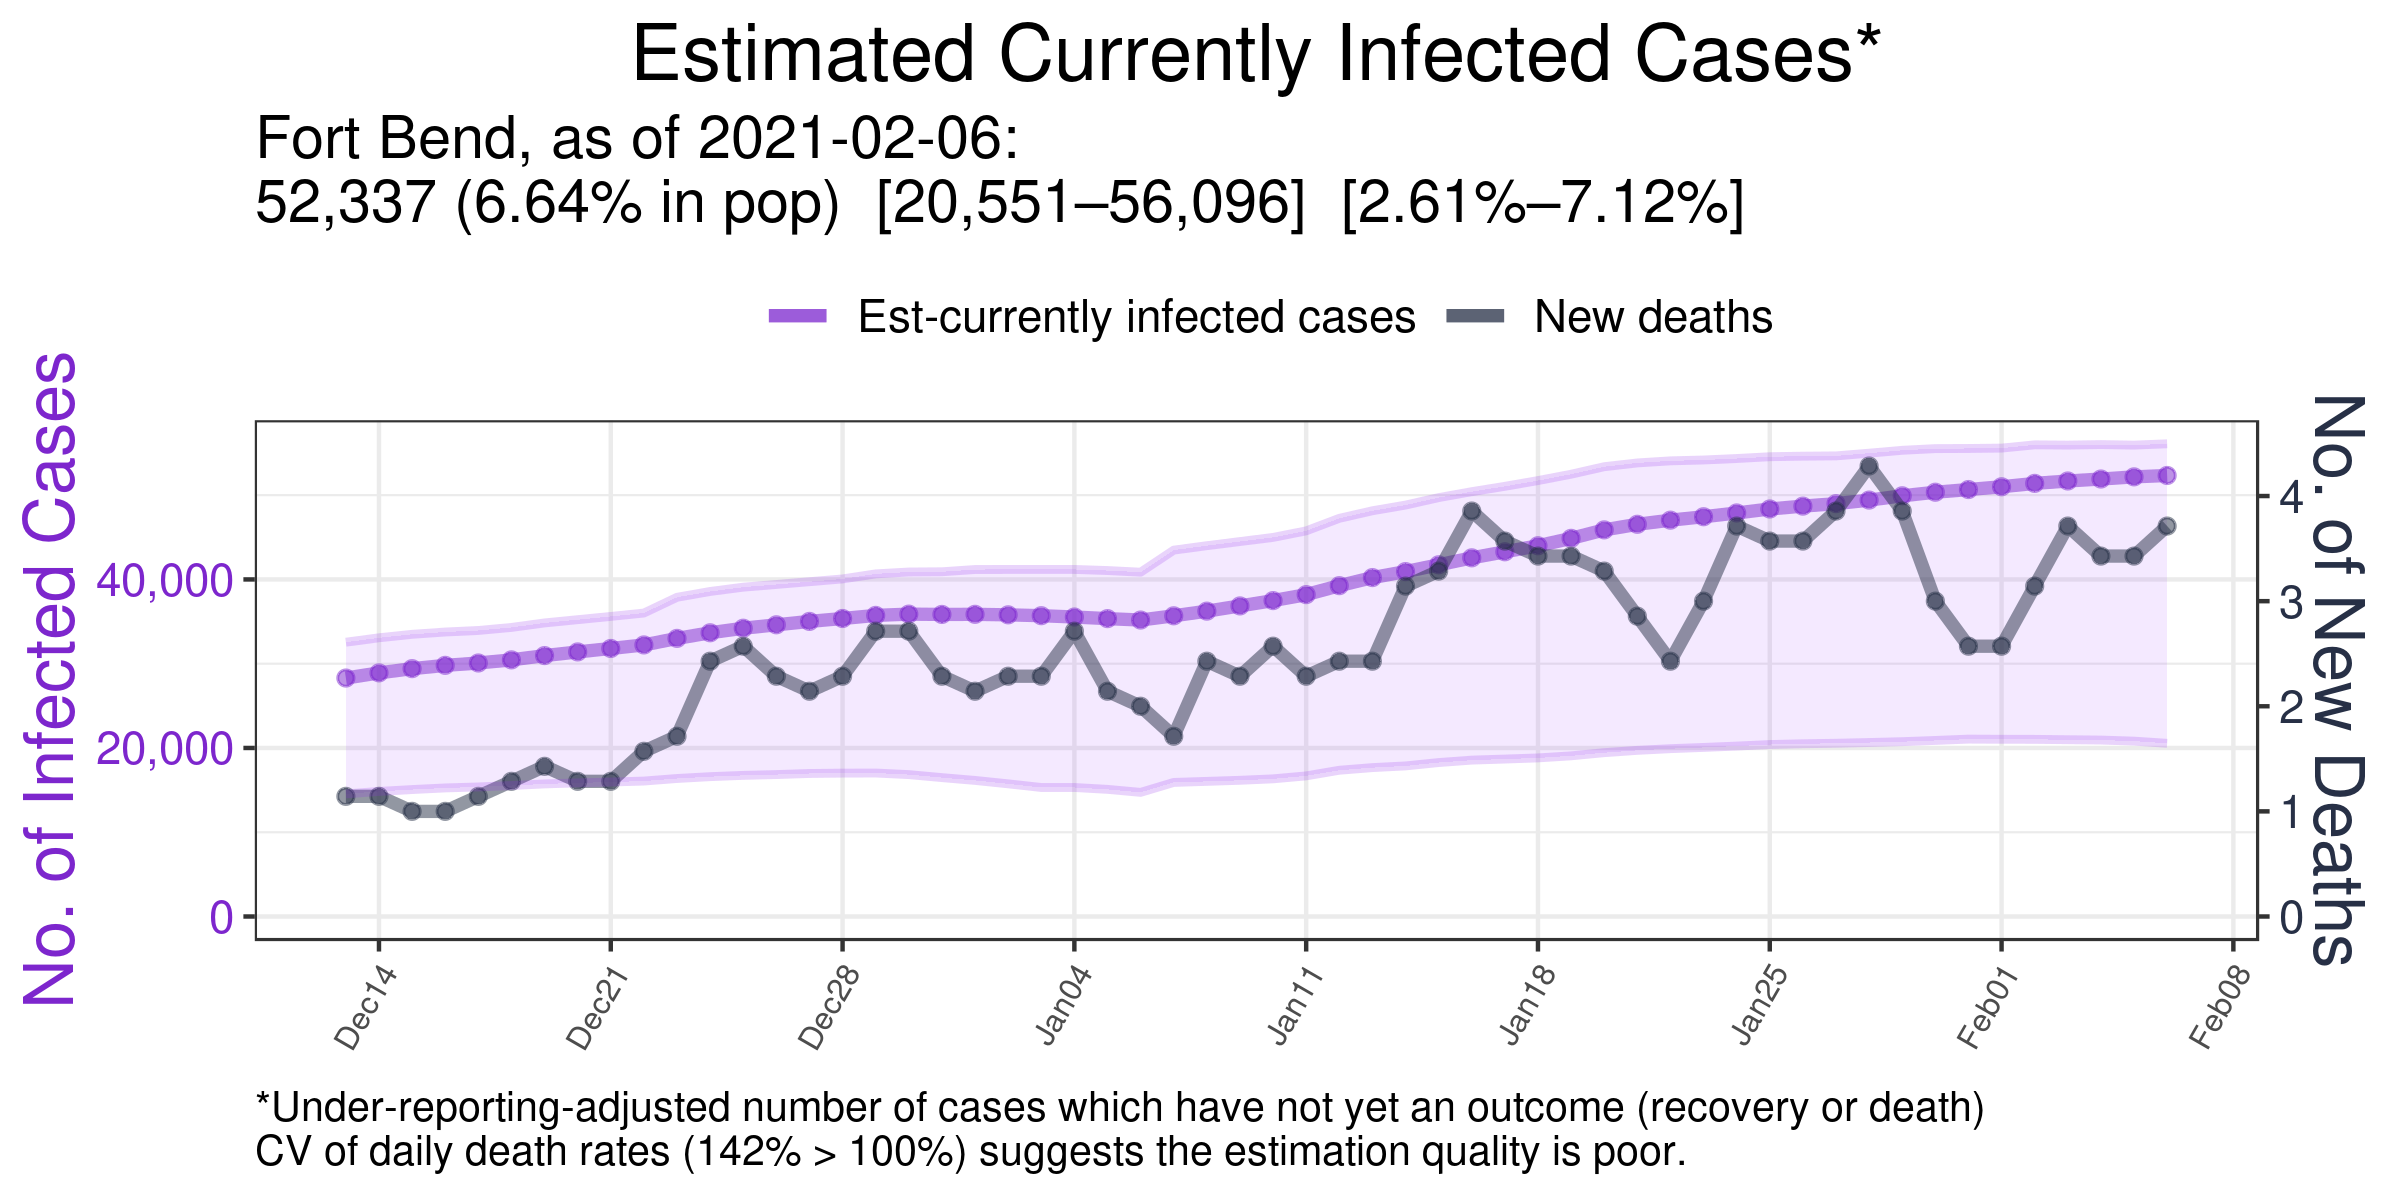 Estimated Currently Infected Cases*
Fort Bend, as of 2021-02-06:
52,337 (6.64% in pop)  [20,551–56,096]  [2.61%–7.12%]
Est-currently infected cases
New deaths
No. of Infected Cases
40,000
20,000
0
No. of New Deaths
4
3
2
1
0
Dec14
Dec21
Dec28
Jan04
Jan11
Jan18
Jan25
Feb01
Feb08
*Under-reporting-adjusted number of cases which have not yet an outcome (recovery or death)
CV of daily death rates (142% > 100%) suggests the estimation quality is poor.